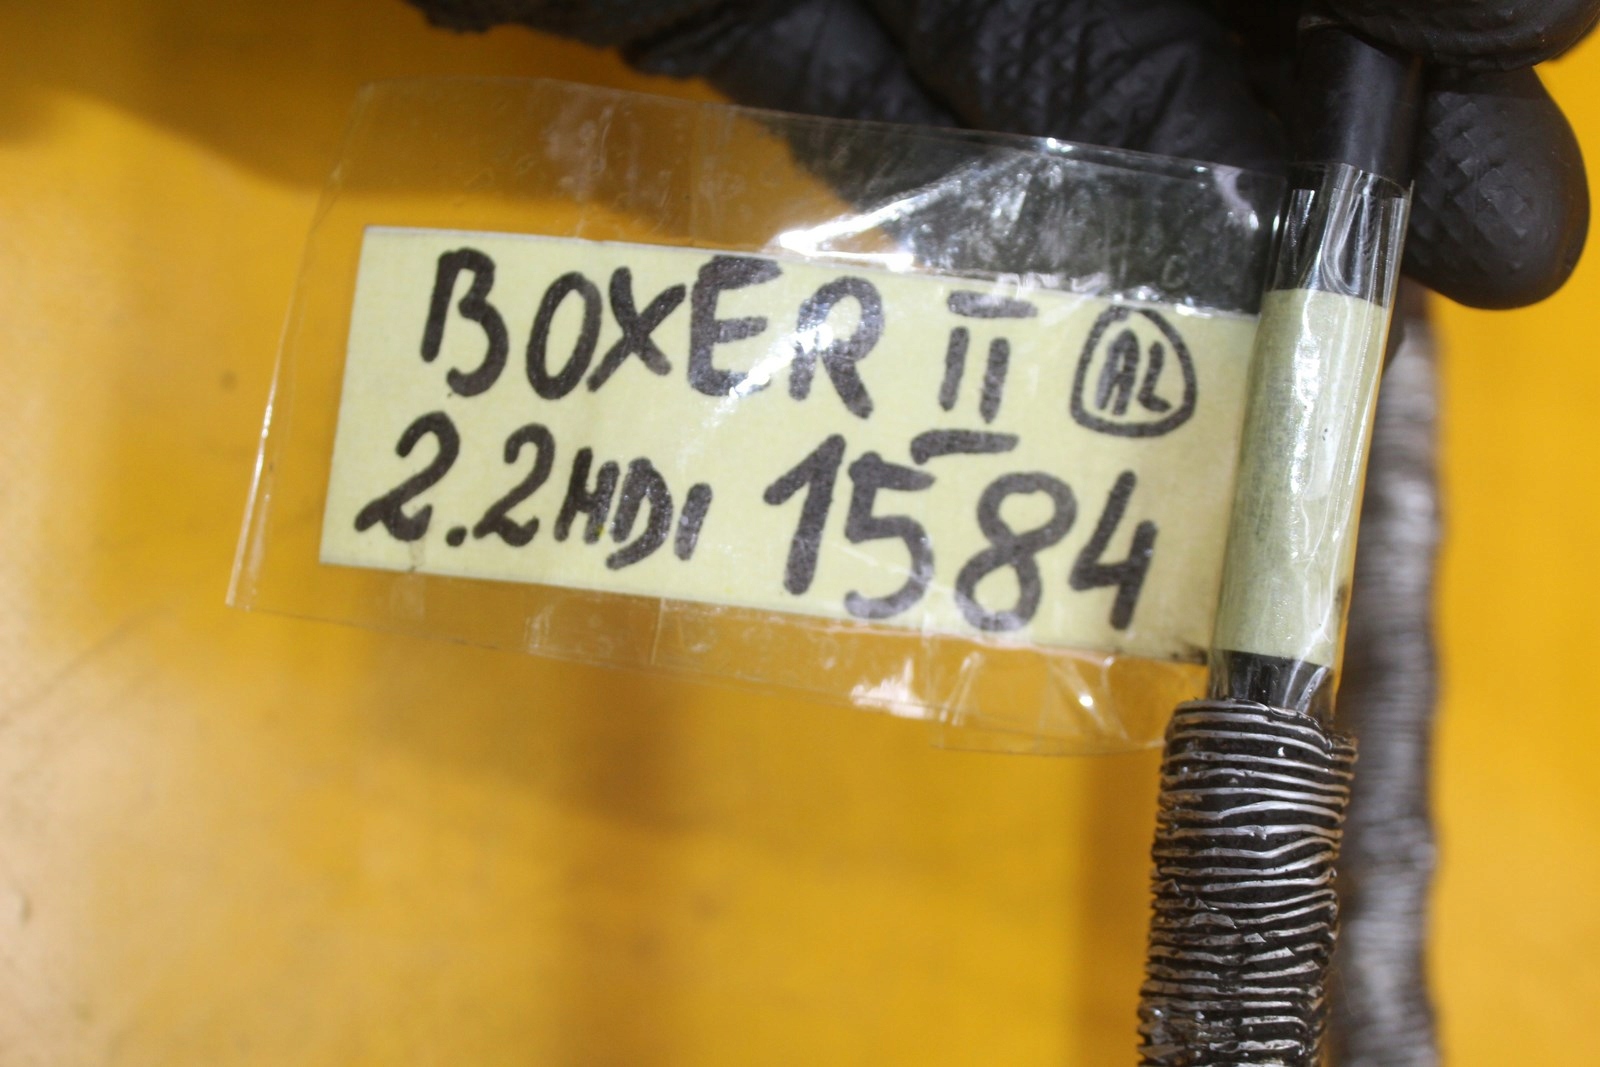 BOXER II AL
2.2HDI 1584